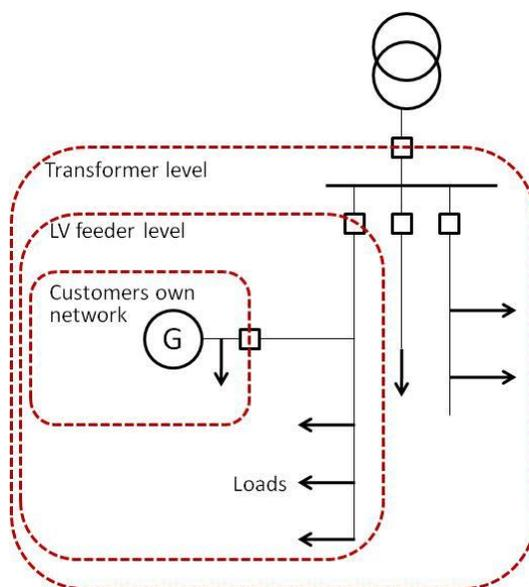 Transformer level
LV feeder level
Customers own
network
G
Loads